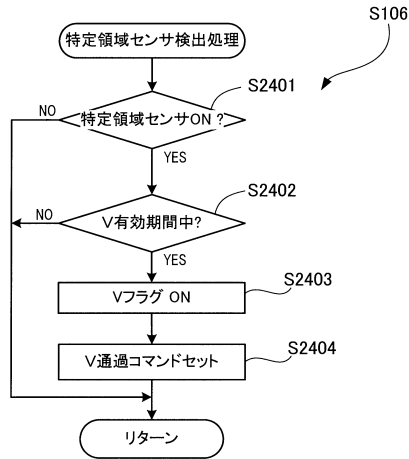 S106
特定領域センサ検出処理
S2401
特定領域センサON?
NO
YES
S2402
V有効期間中?
NO
YES
S2403
Vフラグ ON
S2404
V通過コマンドセット
リターン